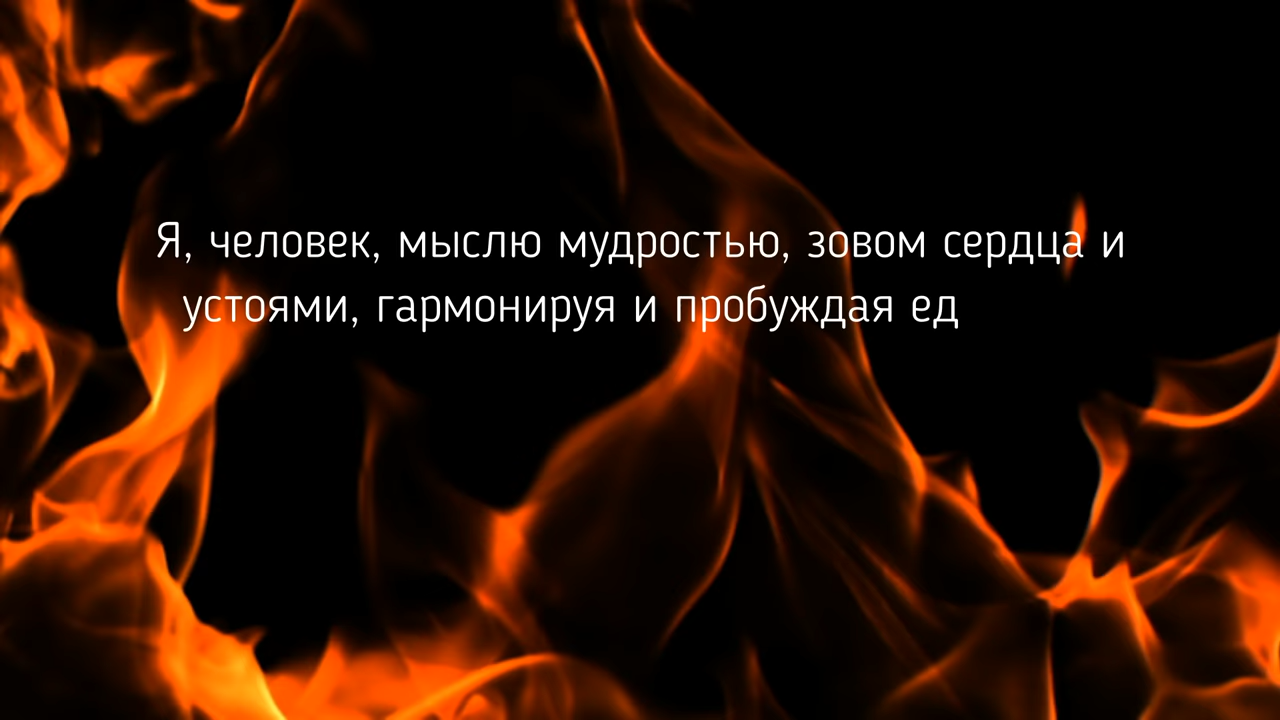 Я, человек, мыслю мудростью, зовом сердца и
устоями, гармонируя и пробуждая ед